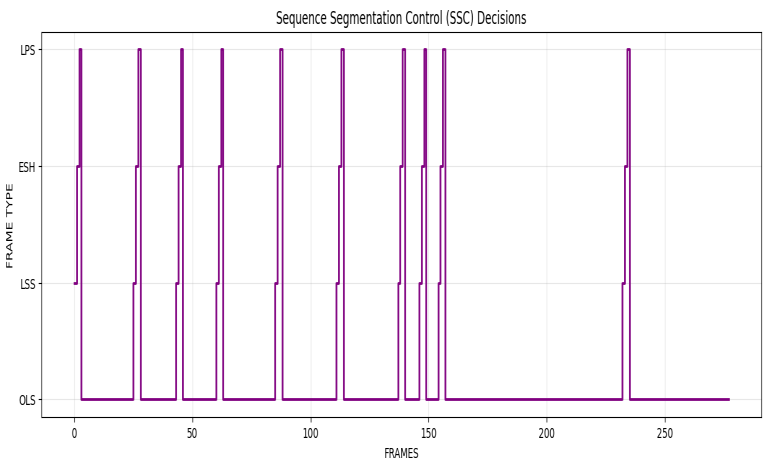 Sequence Segmentation Control (SSC) Decisions
LPS
ESH
LSS
OLS
FRAME TYPE
0 50 100 150 200 250
FRAMES